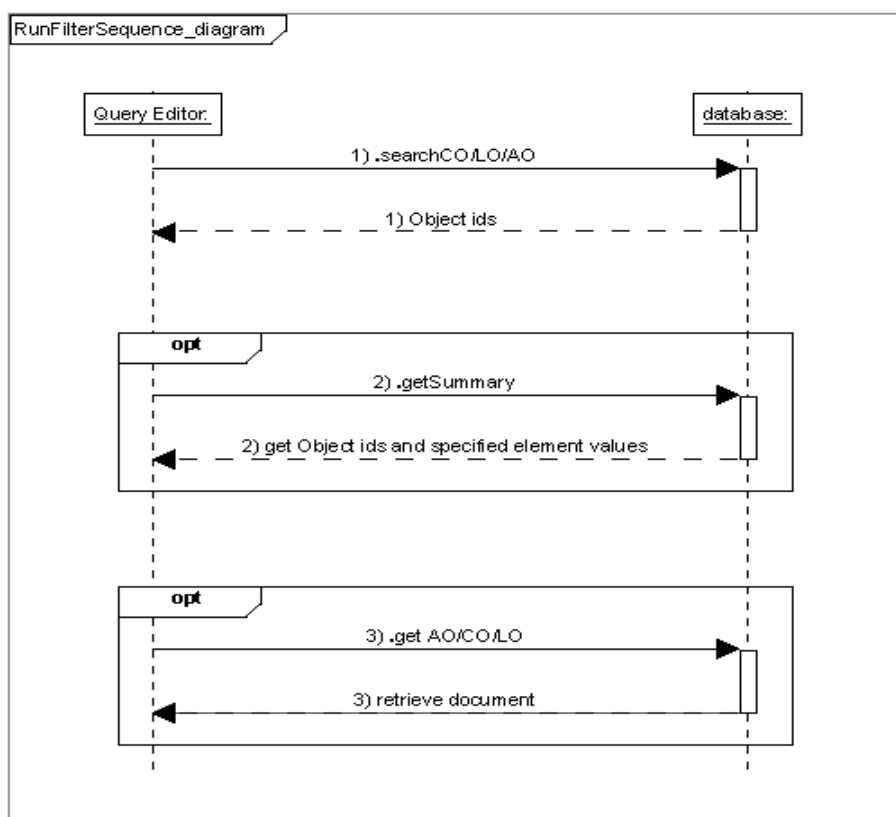 RunFilterSequence_diagram
Query Editor:
database:
1) .searchCO/LO/AO
1) Object ids
opt
2) .getSummary
2) get Object ids and specified element values
opt
3) .get AO/CO/LO
3) retrieve document